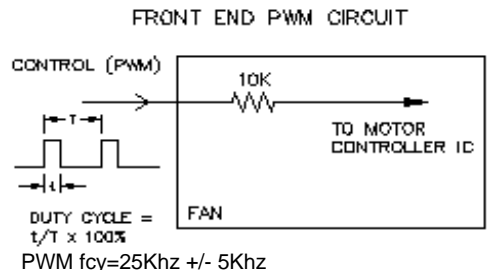 FRONT END PWM CIRCUIT
CONTROL (PWM)
10K
T
TO MOTOR
CONTROLLER IC
t
DUTY CYCLE =
t/T x 100%
FAN
PWM fcy=25Khz +/- 5Khz